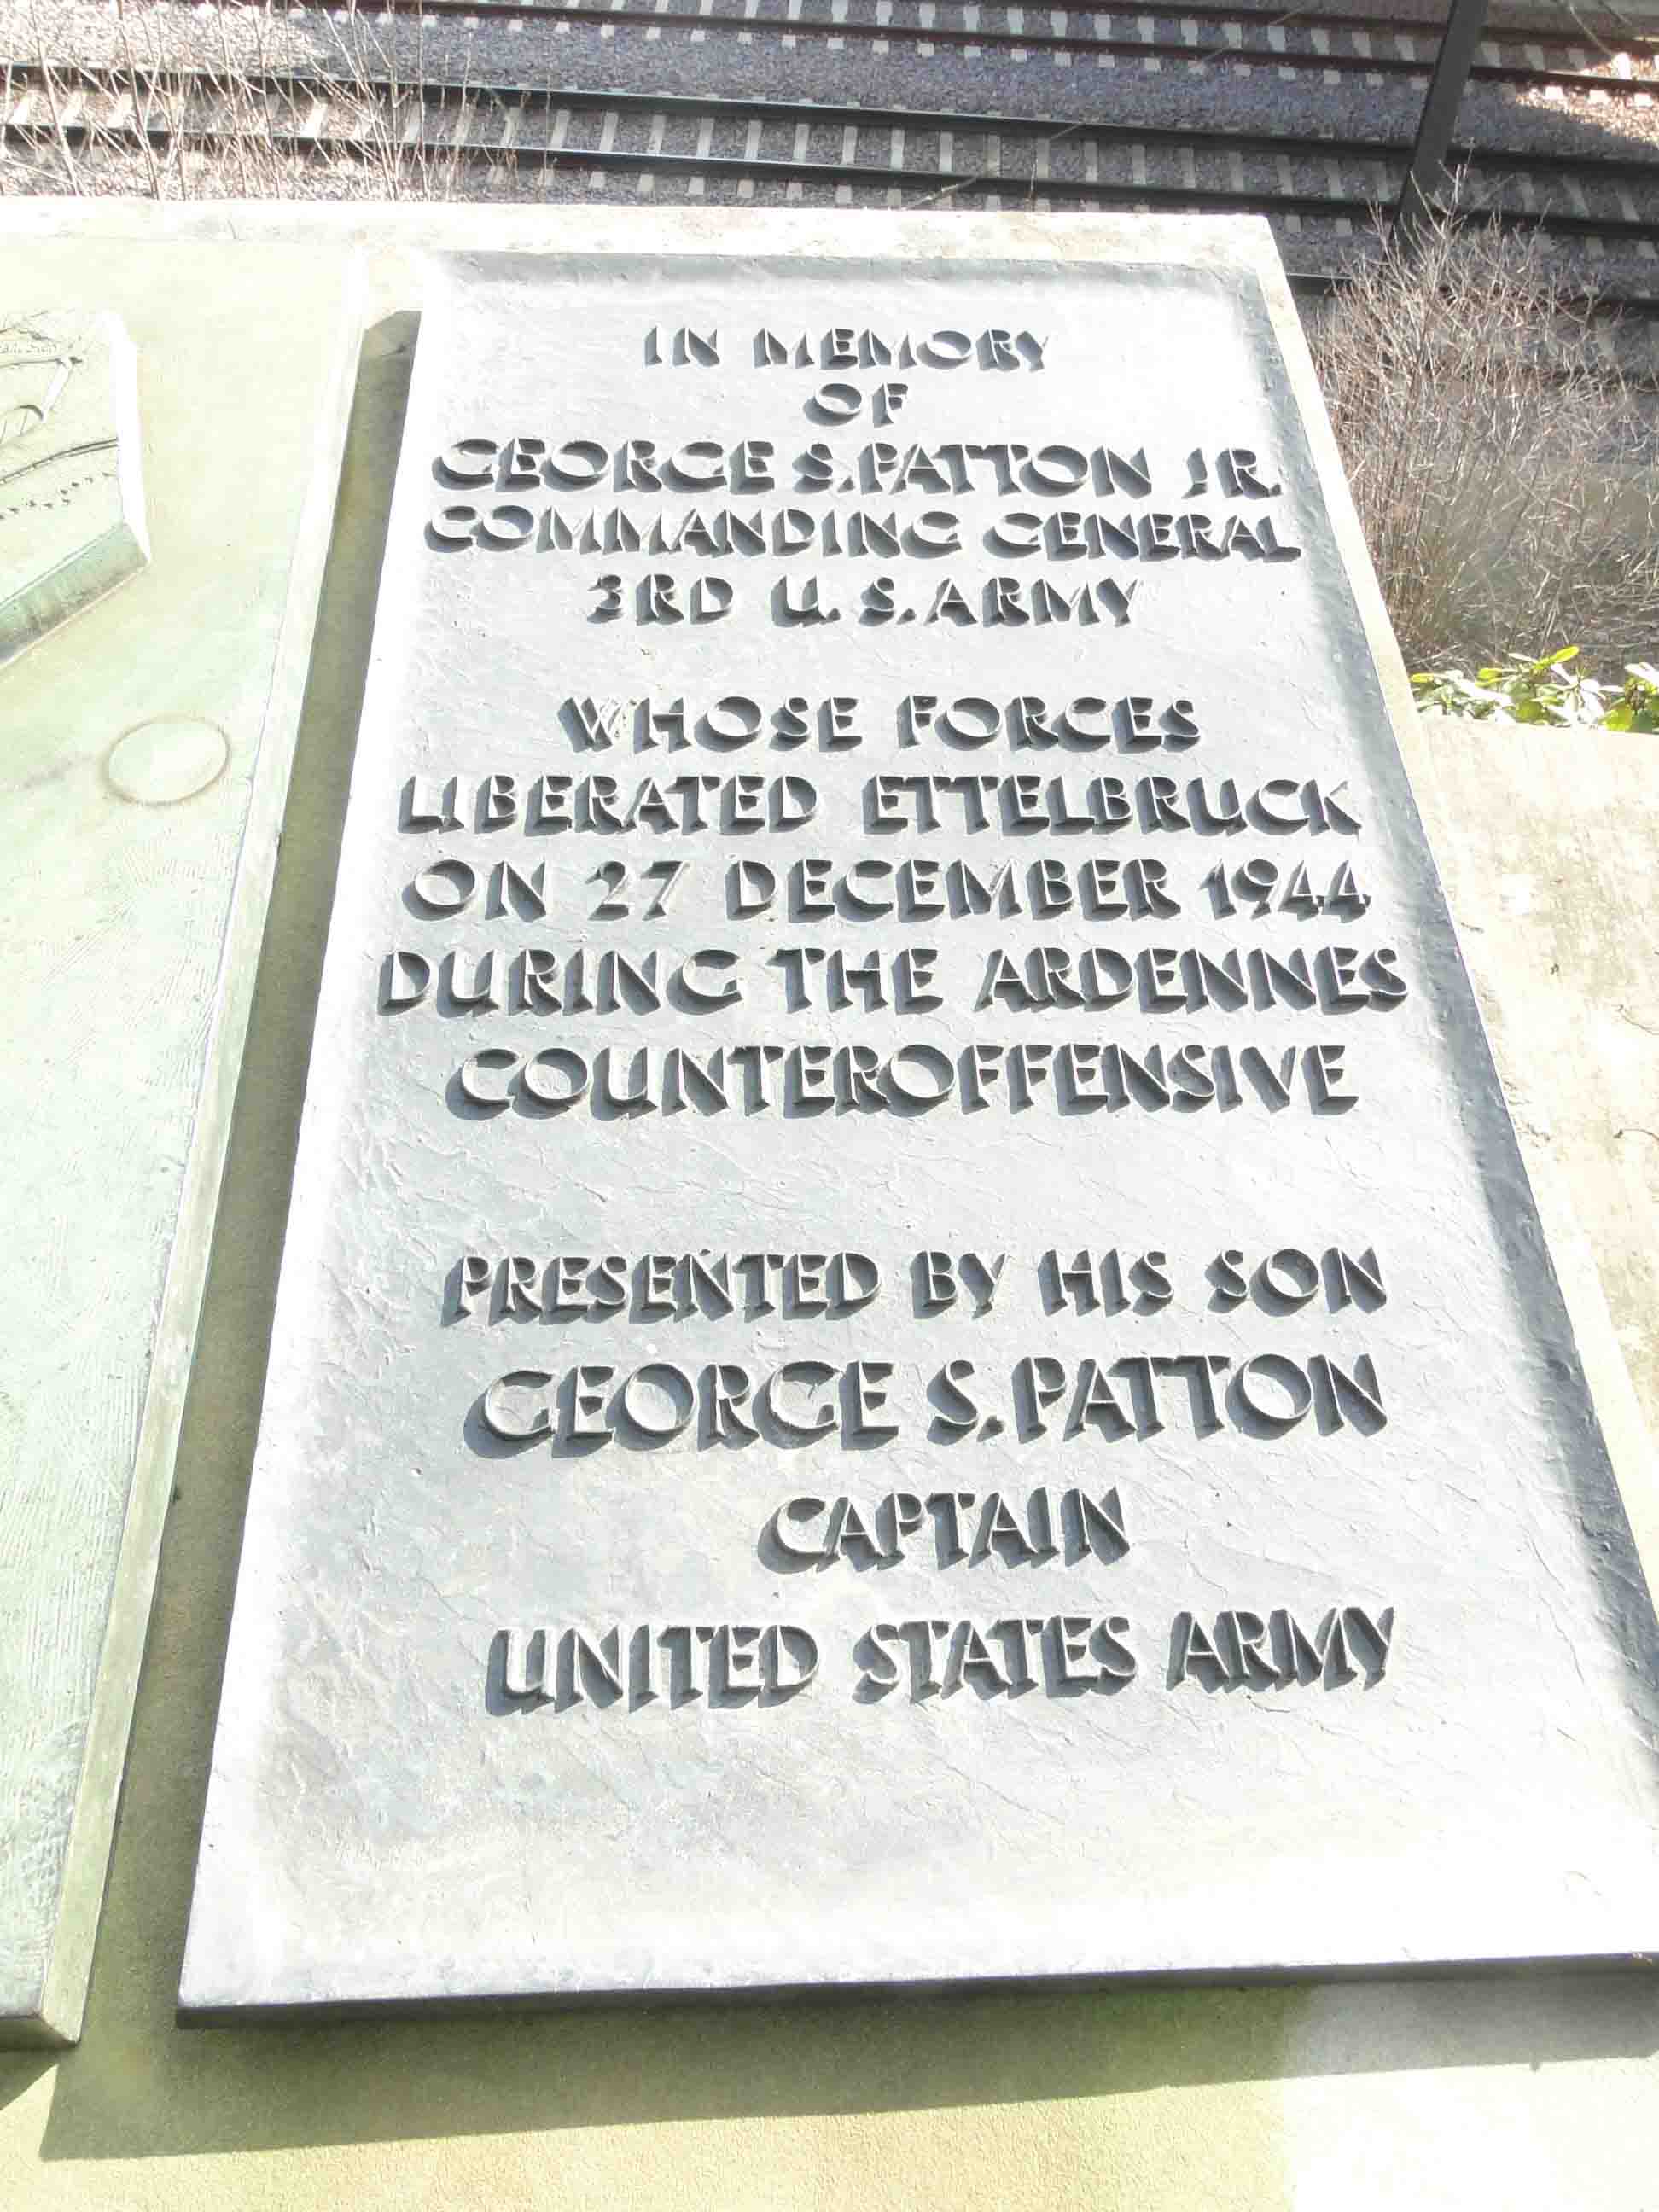 IN MEMORY
OF
GEORGE S. PATTON JR.
COMMANDING GENERAL
3RD U. S. ARMY
WHOSE FORCES
LIBERATED ETTELBRUCK
ON 27 DECEMBER 1944
DURING THE ARDENNES
COUNTEROFFENSIVE
PRESENTED BY HIS SON
GEORGE S. PATTON
CAPTAIN
UNITED STATES ARMY